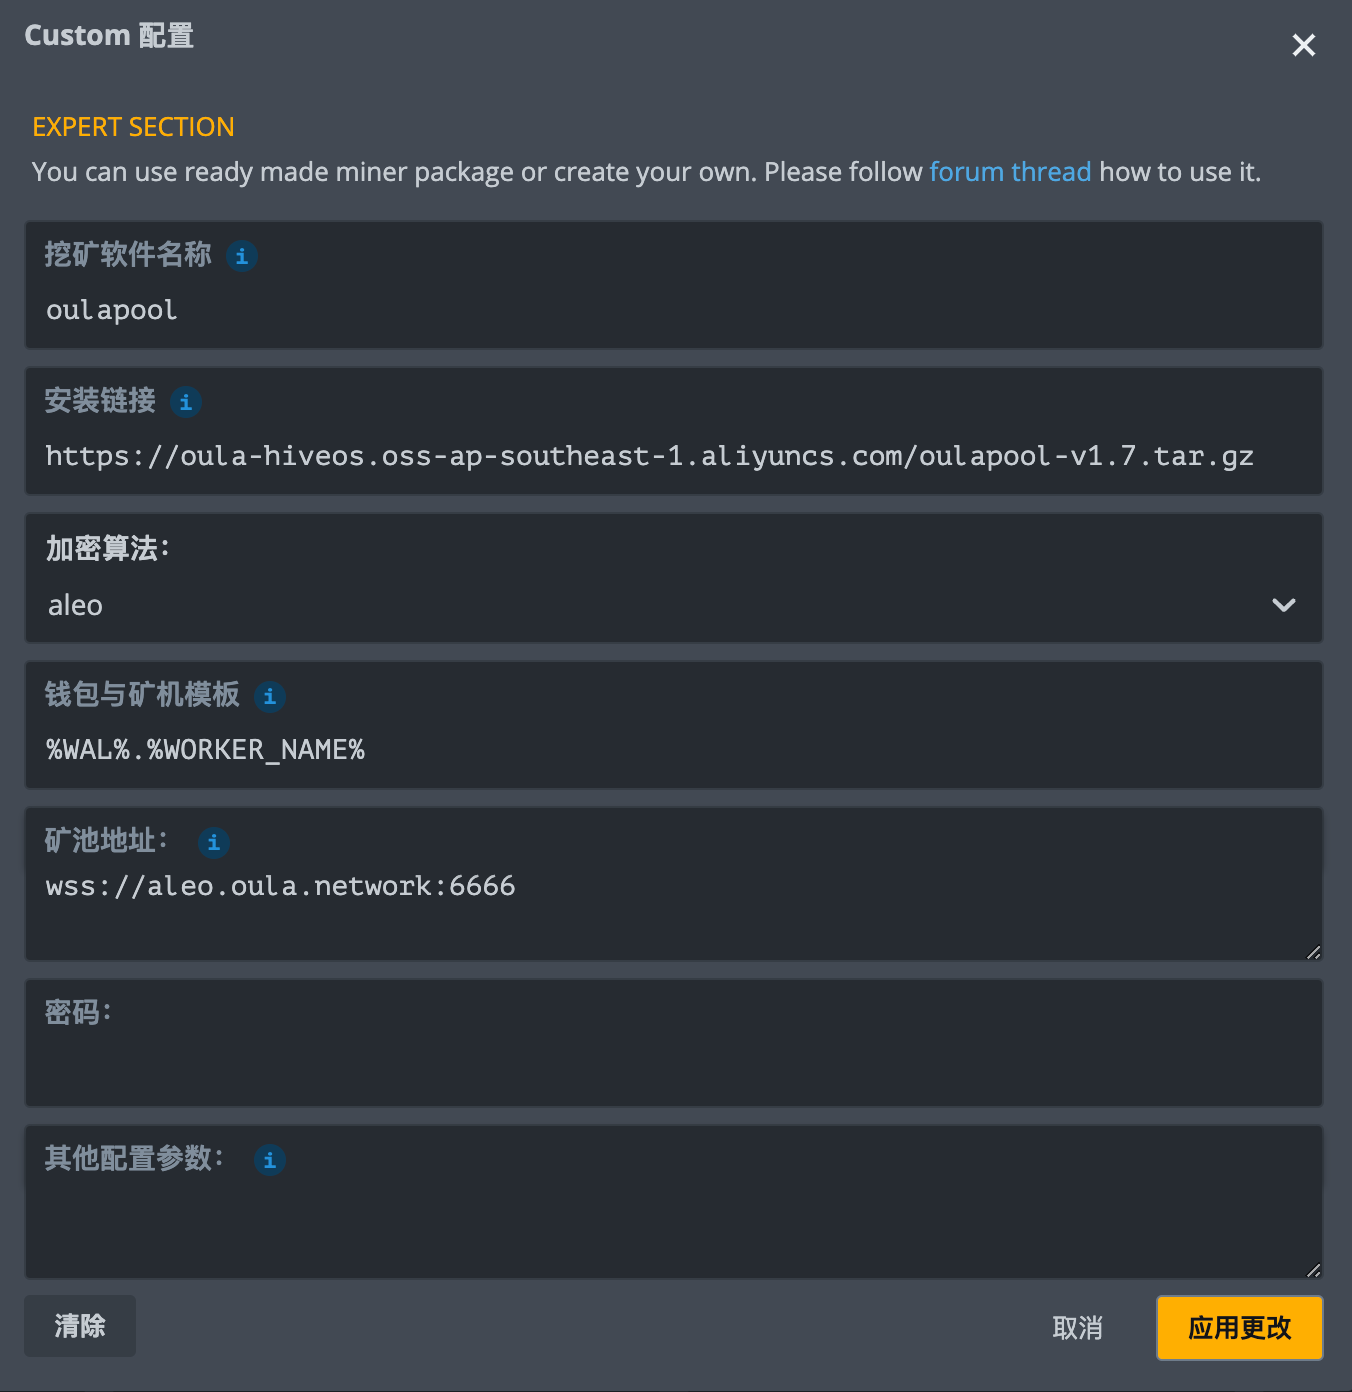 Custom 配置
EXPERT SECTION
You can use ready made miner package or create your own. Please follow forum thread how to use it.
挖矿软件名称
oulapool
安装链接
https://oula-hiveos.oss-ap-southeast-1.aliyuncs.com/oulapool-v1.7.tar.gz
加密算法:
aleo
钱包与矿机模板
%WAL%.%WORKER_NAME%
矿池地址:
wss://aleo.oula.network:6666
密码:
其他配置参数:
清除
取消
应用更改